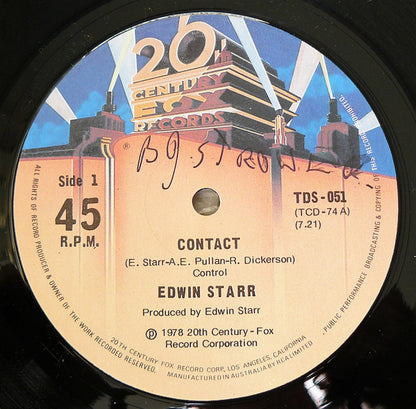 20th
CENTURY
FOX
RECORDS
®
B J. STROWGER.
Side 1
45
R.P.M.
TDS-051
(TCD-74 A)
(7.21)
CONTACT
(E. Starr-A.E. Pullan-R. Dickerson)
Control
EDWIN STARR
Produced by Edwin Starr
℗ 1978 20th Century - Fox
Record Corporation
20TH CENTURY FOX RECORD CORP, LOS ANGELES, CALIFORNIA
MANUFACTURED IN AUSTRALIA BY RCA LIMITED
ALL RIGHTS OF RECORD PRODUCER & OWNER OF THE WORK RECORDED RESERVED.
PUBLIC PERFORMANCE BROADCASTING & COPYING OF THIS RECORD PROHIBITED.